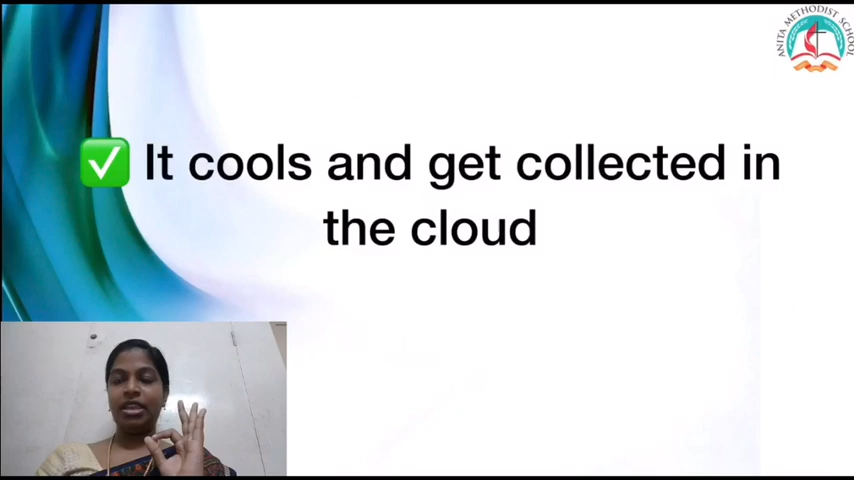 ANITA METHODIST SCHOOL
✅ It cools and get collected in
the cloud